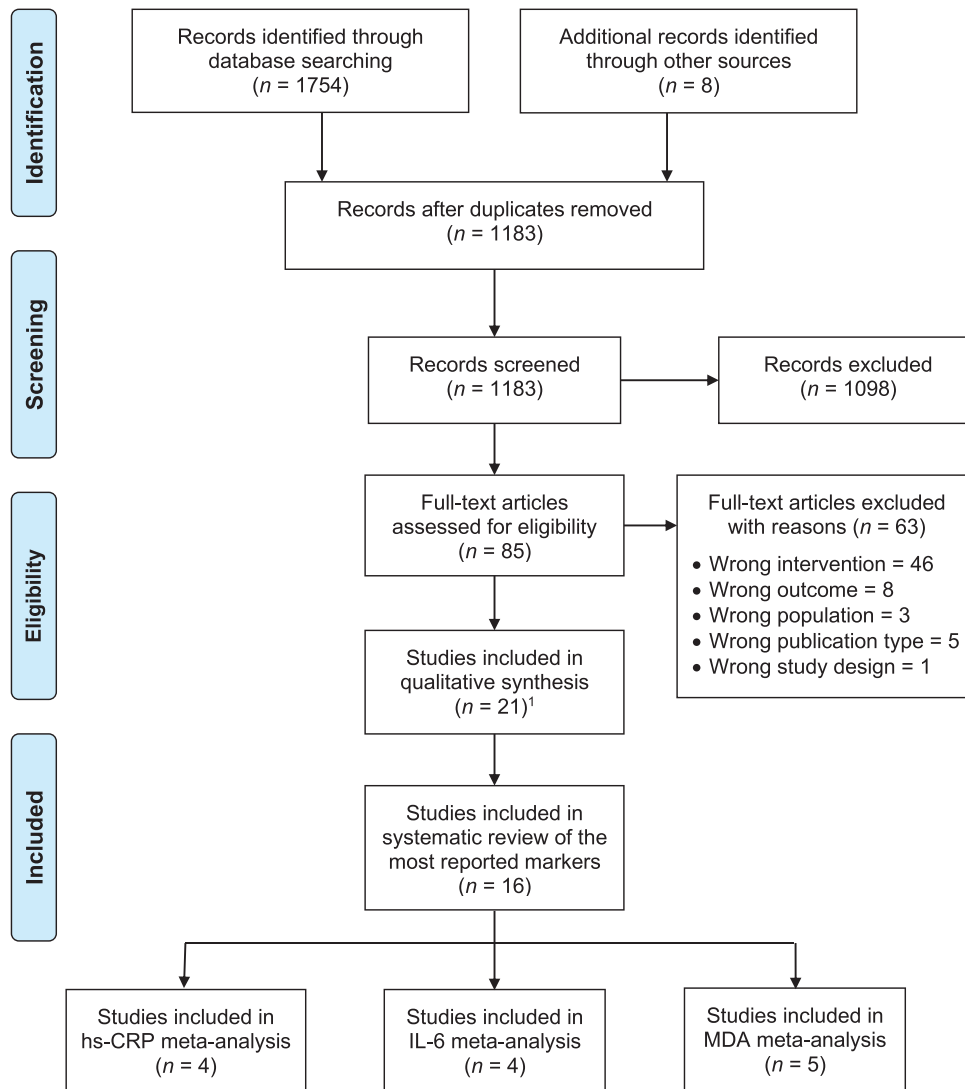 Identification
Records identified through
database searching
(n = 1754)
Additional records identified
through other sources
(n = 8)
Records after duplicates removed
(n = 1183)
Screening
Records screened
(n = 1183)
Records excluded
(n = 1098)
Eligibility
Full-text articles
assessed for eligibility
(n = 85)
Full-text articles excluded
with reasons (n = 63)
• Wrong intervention = 46
• Wrong outcome = 8
• Wrong population = 3
• Wrong publication type = 5
• Wrong study design = 1
Studies included in
qualitative synthesis
(n = 21)¹
Included
Studies included in
systematic review of the
most reported markers
(n = 16)
Studies included in
hs-CRP meta-analysis
(n = 4)
Studies included in
IL-6 meta-analysis
(n = 4)
Studies included in
MDA meta-analysis
(n = 5)